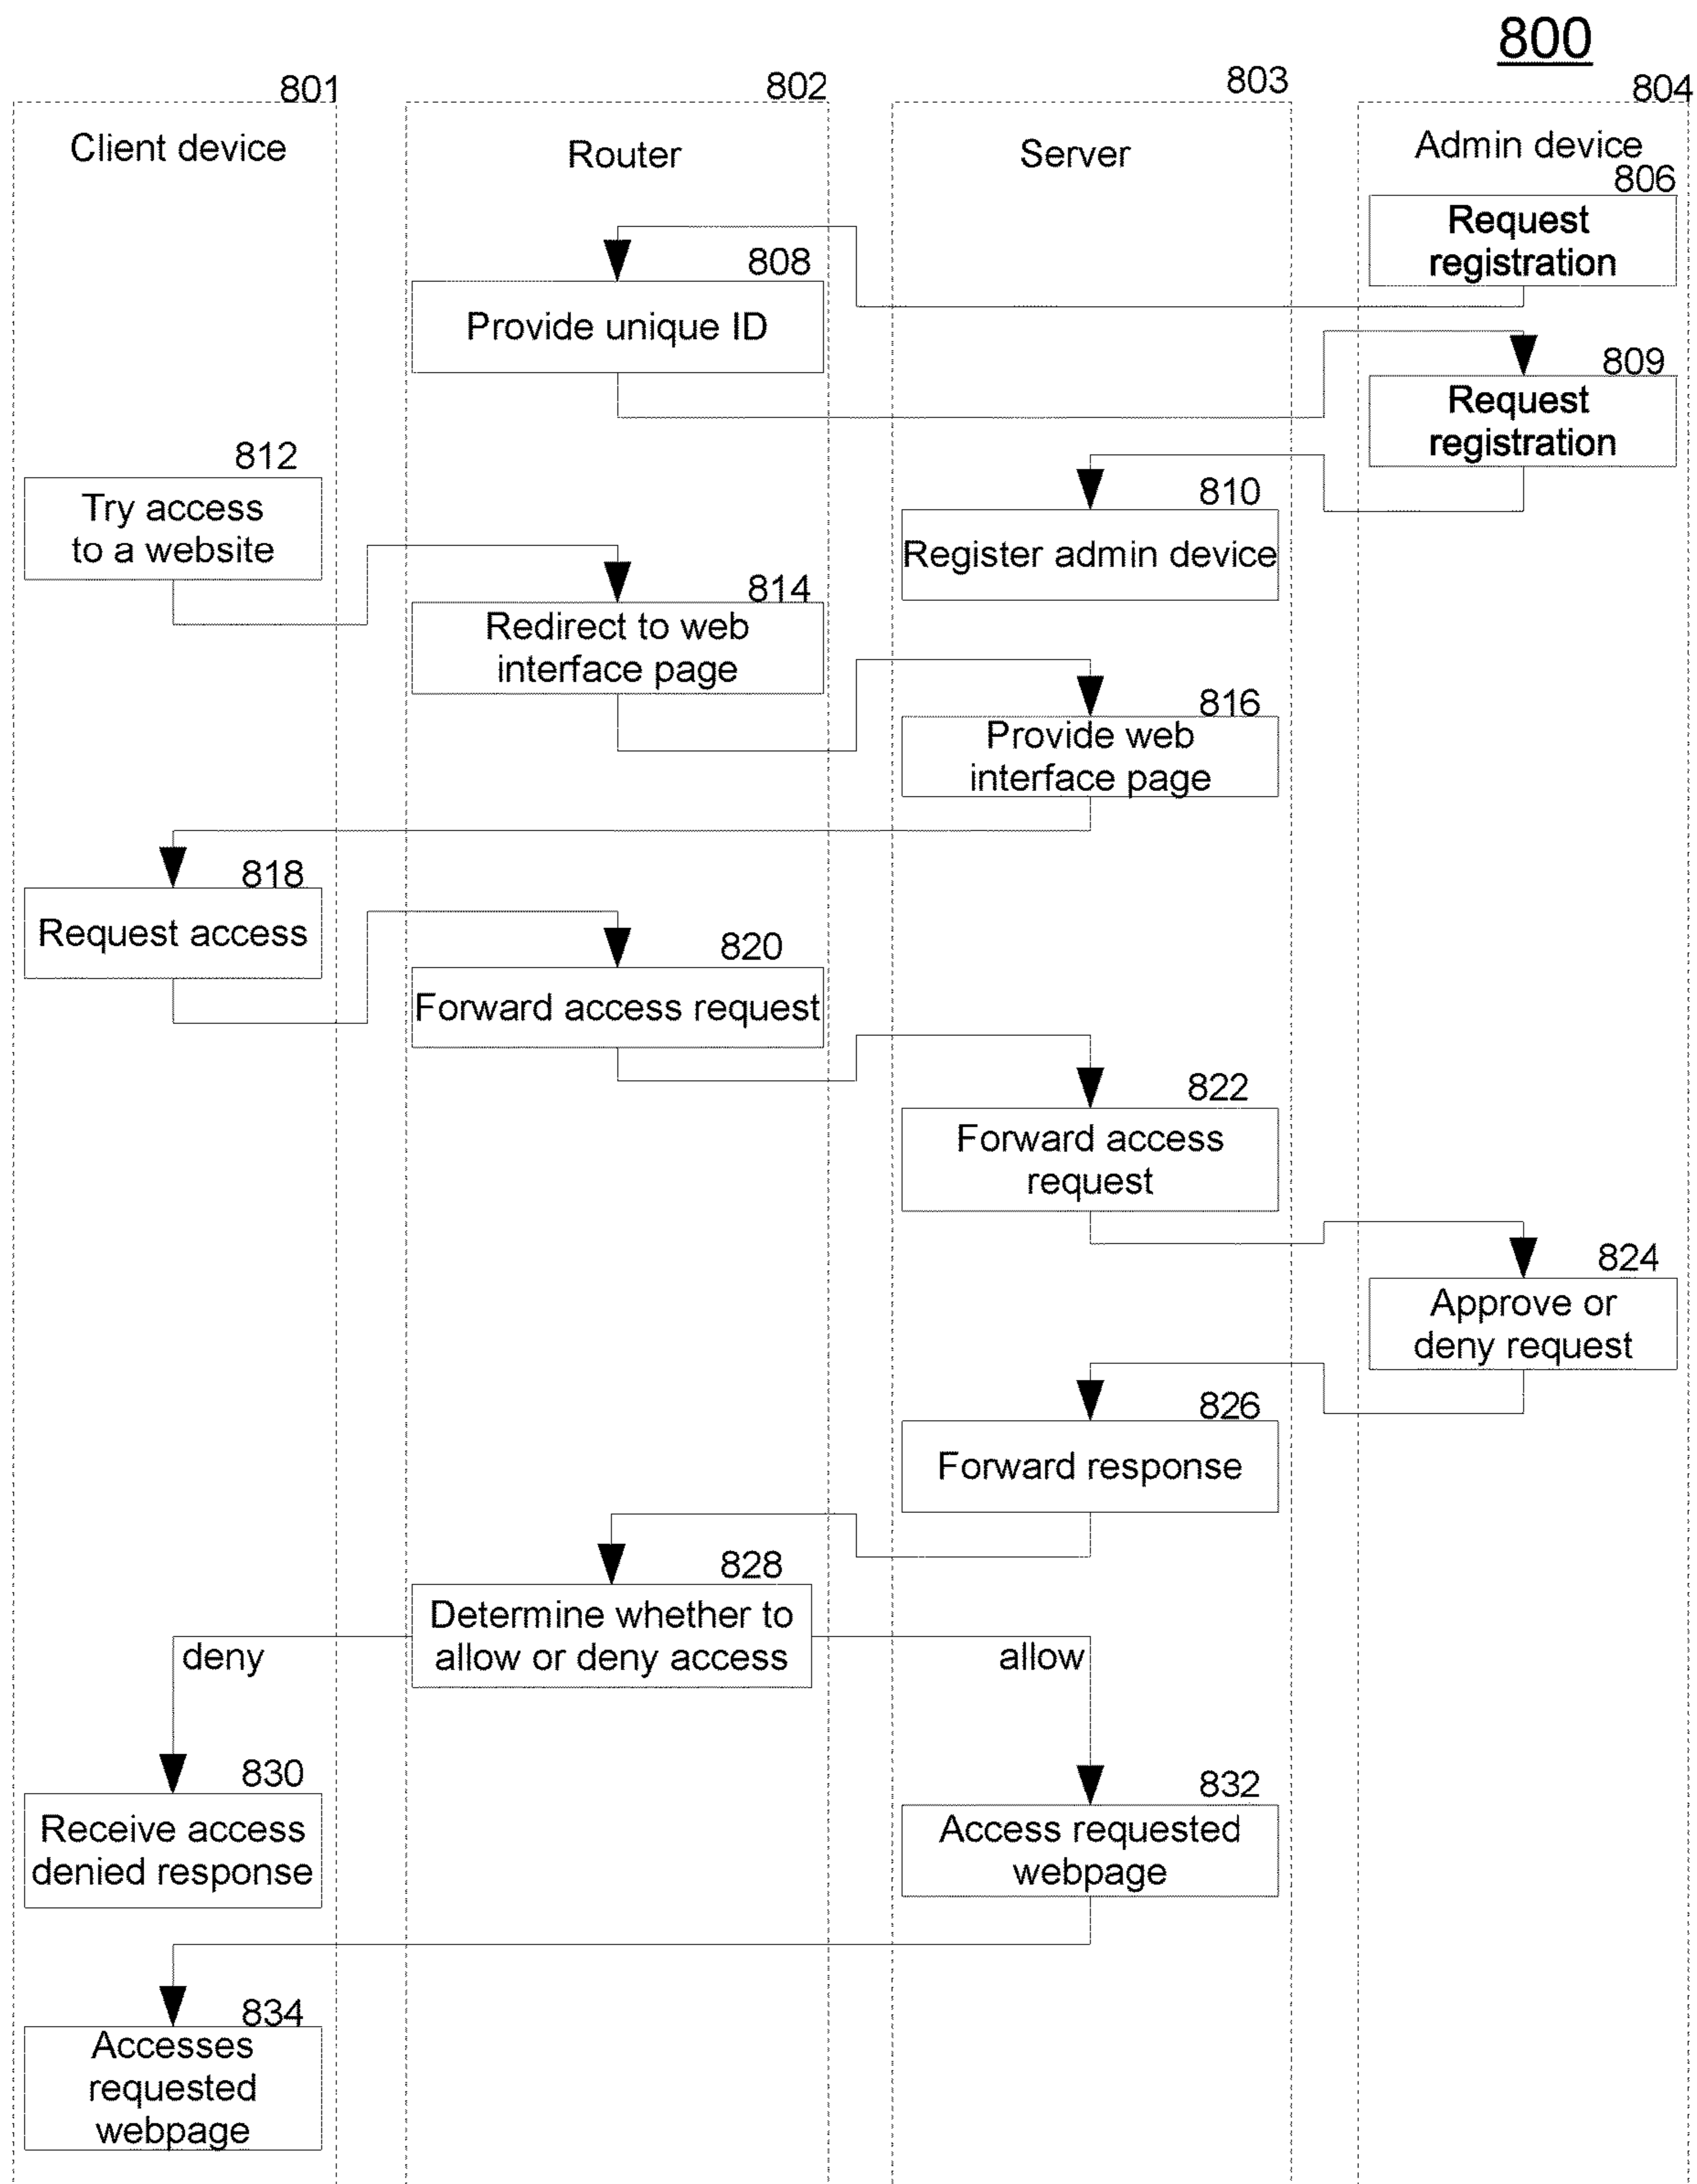 800
801
802
803
804
Client device
Router
Server
Admin device
806
Request
registration
808
Provide unique ID
809
Request
registration
812
Try access
to a website
810
Register admin device
814
Redirect to web
interface page
816
Provide web
interface page
818
Request access
820
Forward access request
822
Forward access
request
824
Approve or
deny request
826
Forward response
828
Determine whether to
allow or deny access
deny
allow
830
Receive access
denied response
832
Access requested
webpage
834
Accesses
requested
webpage